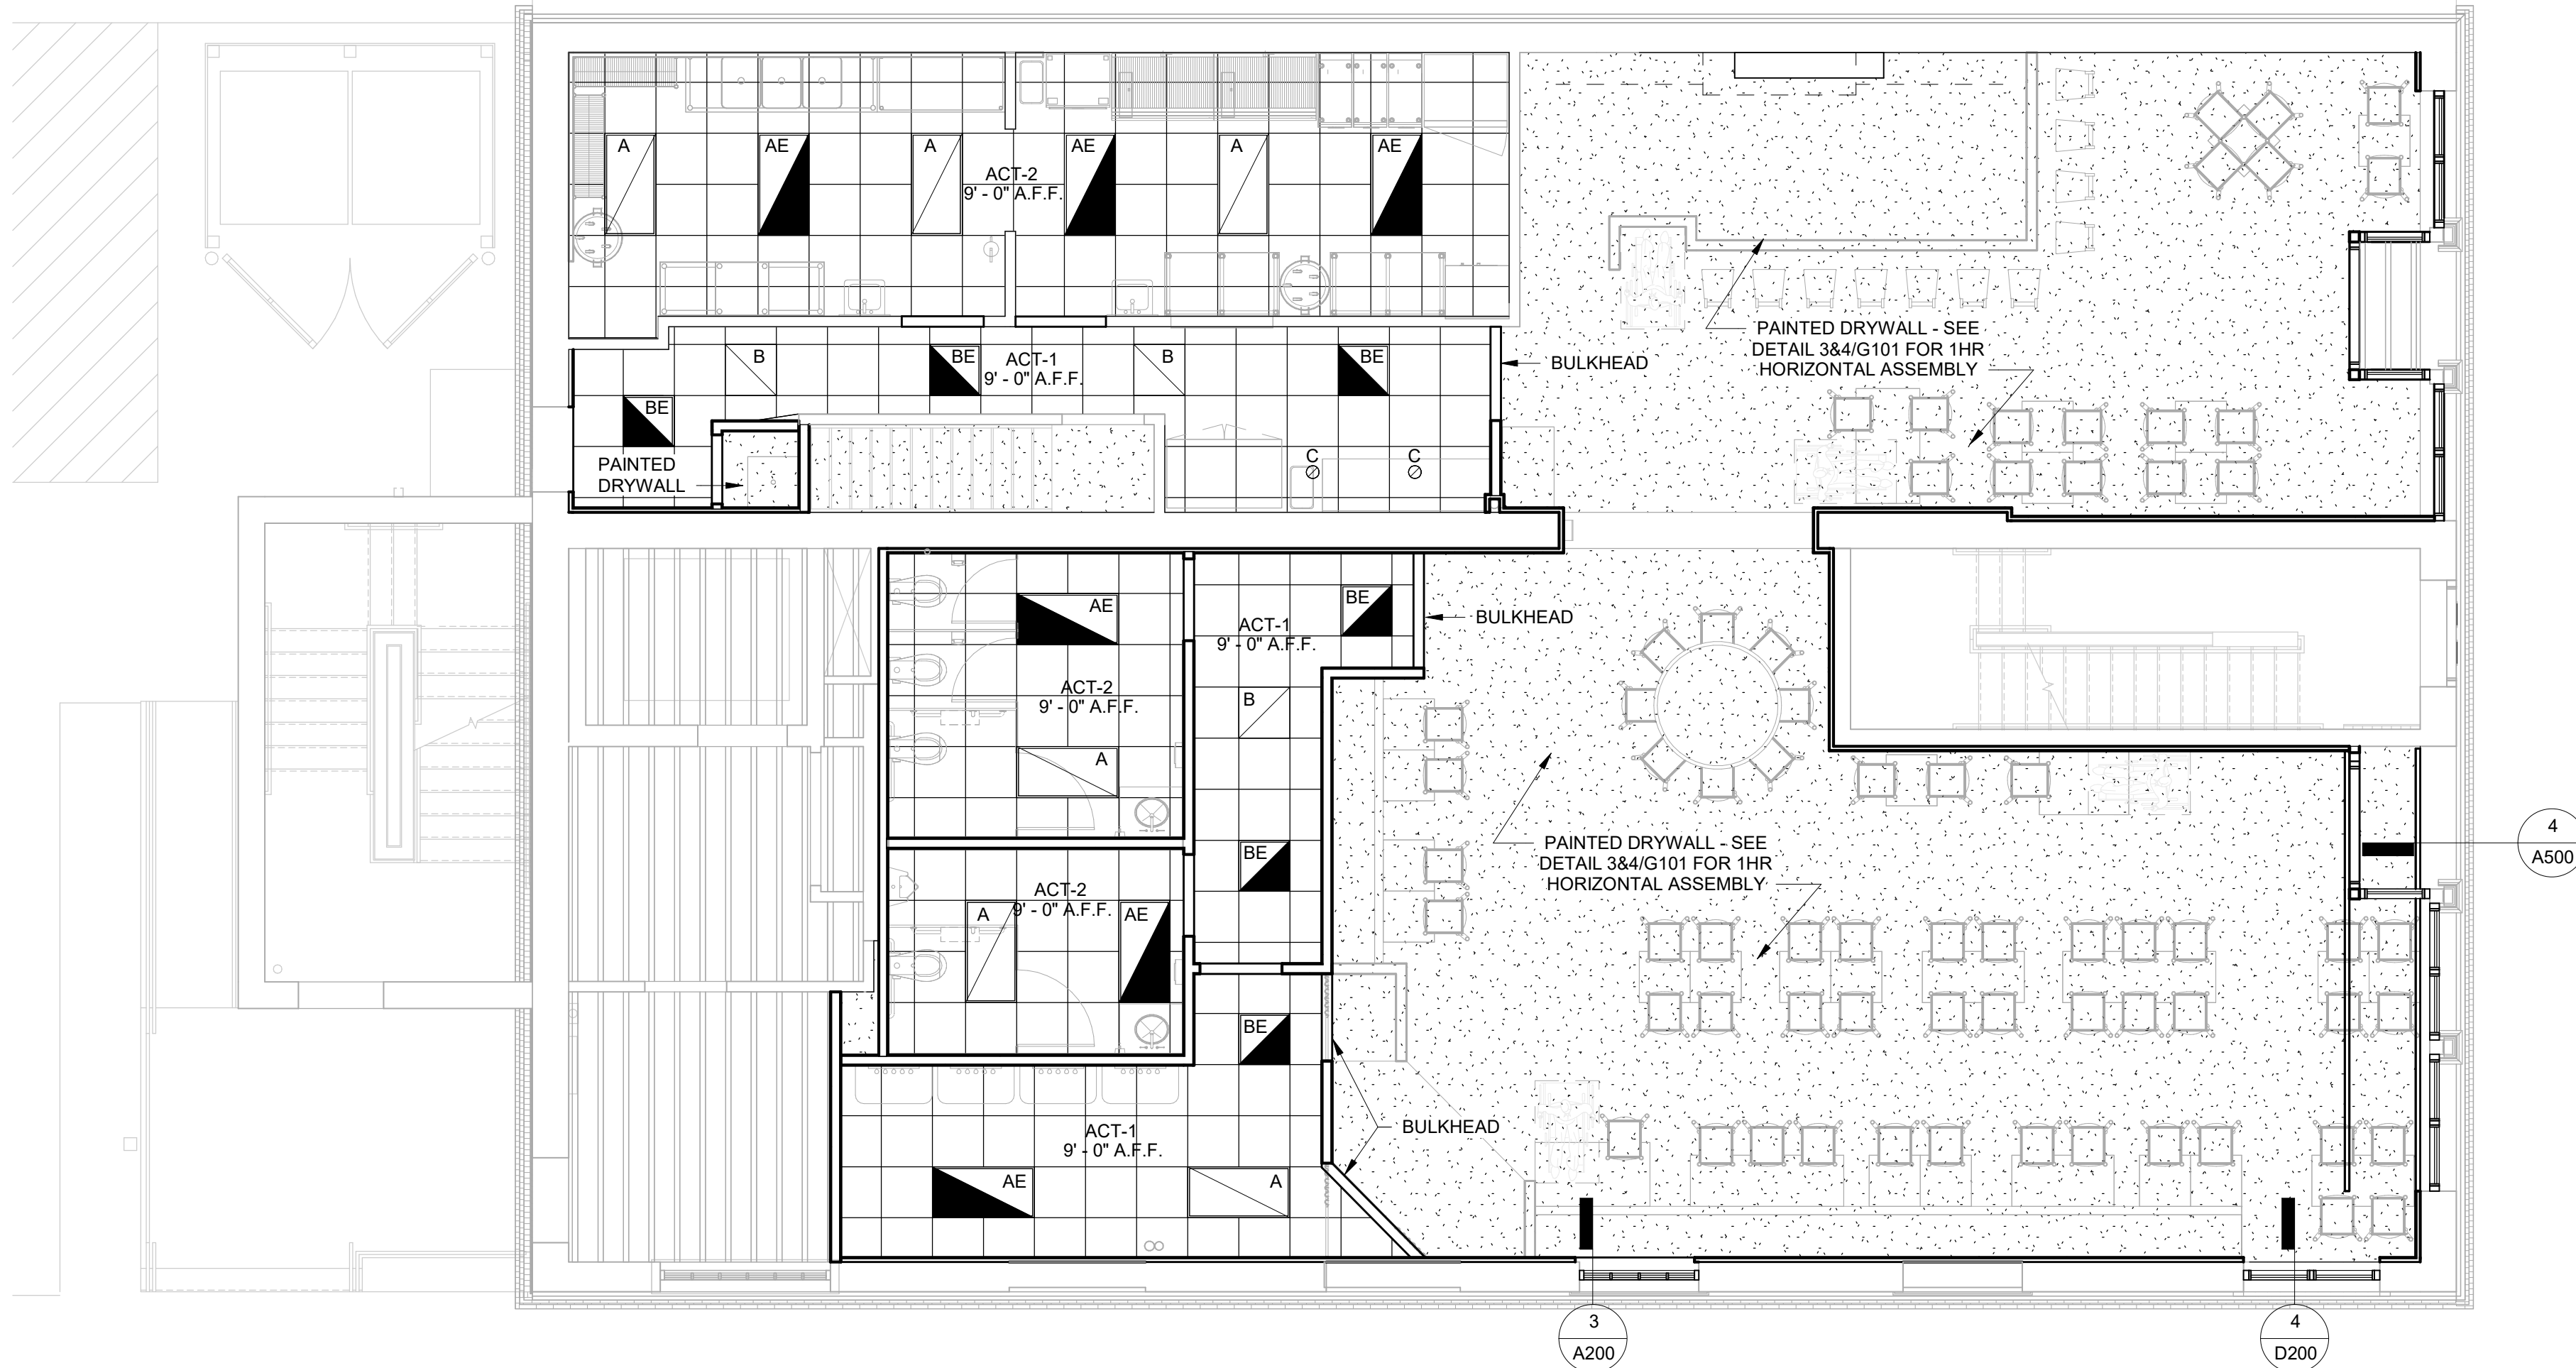 A
AE
A
AE
A
AE
ACT-2
9' - 0" A.F.F.
PAINTED DRYWALL - SEE
DETAIL 3&4/G101 FOR 1HR
HORIZONTAL ASSEMBLY
B
BE
ACT-1
9' - 0" A.F.F.
B
BE
BULKHEAD
BE
PAINTED
DRYWALL
C
C
AE
BE
ACT-1
9' - 0" A.F.F.
BULKHEAD
ACT-2
9' - 0" A.F.F.
B
A
PAINTED DRYWALL - SEE
DETAIL 3&4/G101 FOR 1HR
HORIZONTAL ASSEMBLY
4
A500
BE
ACT-2
9' - 0" A.F.F.
A
AE
BE
BULKHEAD
ACT-1
9' - 0" A.F.F.
AE
A
3
A200
4
D200